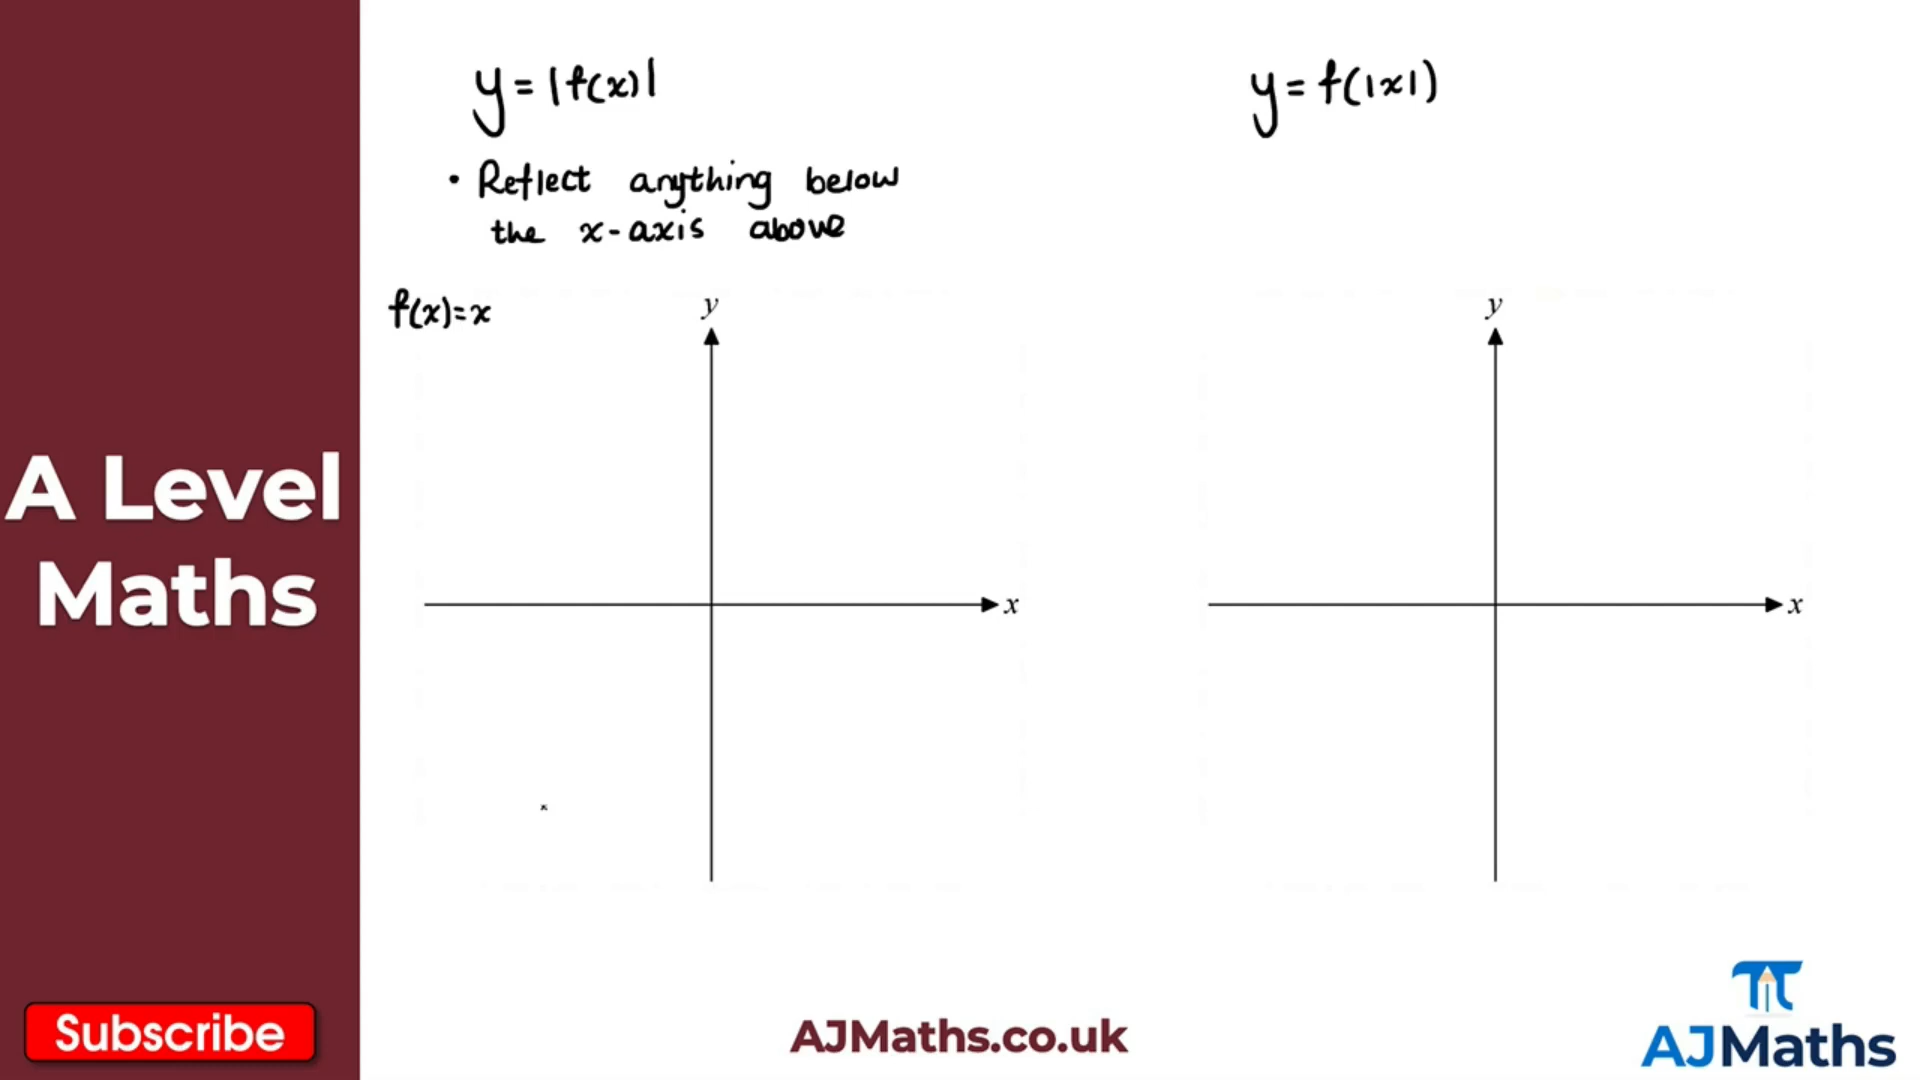 y = |f(x)|
• Reflect anything below
the x-axis above
f(x)=x
y
x
y = f(|x|)
y
x
A Level
Maths
Subscribe
AJMaths.co.uk
AJMaths